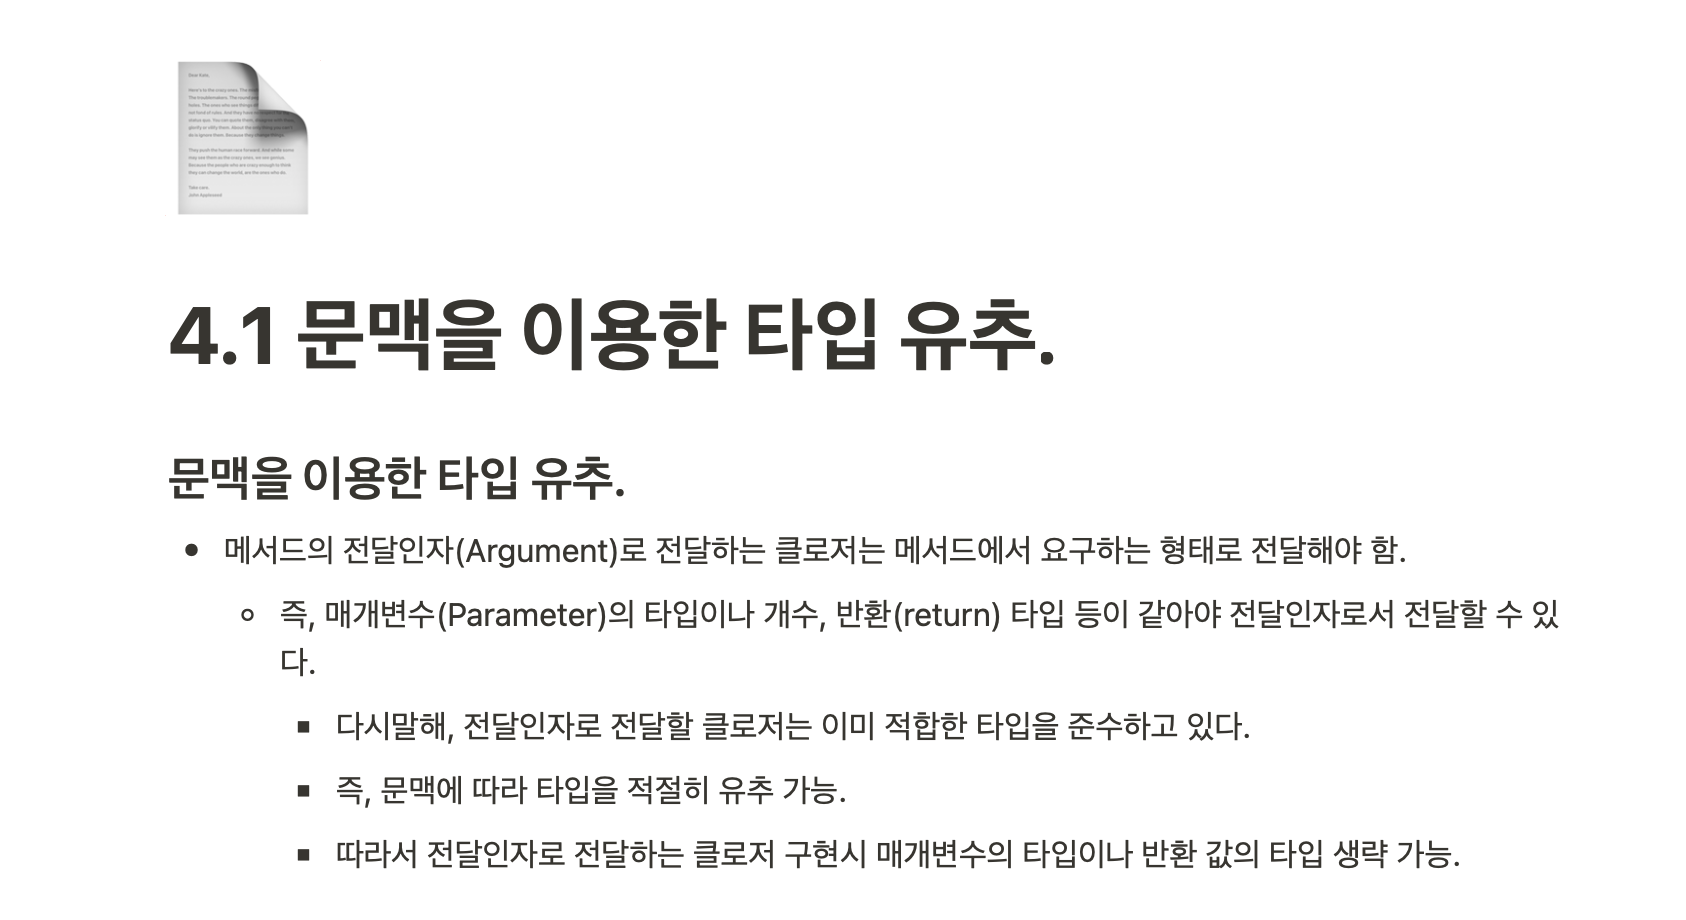 4.1 문맥을 이용한 타입 유추.
문맥을 이용한 타입 유추.
메서드의 전달인자(Argument)로 전달하는 클로저는 메서드에서 요구하는 형태로 전달해야 함.
즉, 매개변수(Parameter)의 타입이나 개수, 반환(return) 타입 등이 같아야 전달인자로서 전달할 수 있
다.
다시말해, 전달인자로 전달할 클로저는 이미 적합한 타입을 준수하고 있다.
즉, 문맥에 따라 타입을 적절히 유추 가능.
따라서 전달인자로 전달하는 클로저 구현시 매개변수의 타입이나 반환 값의 타입 생략 가능.